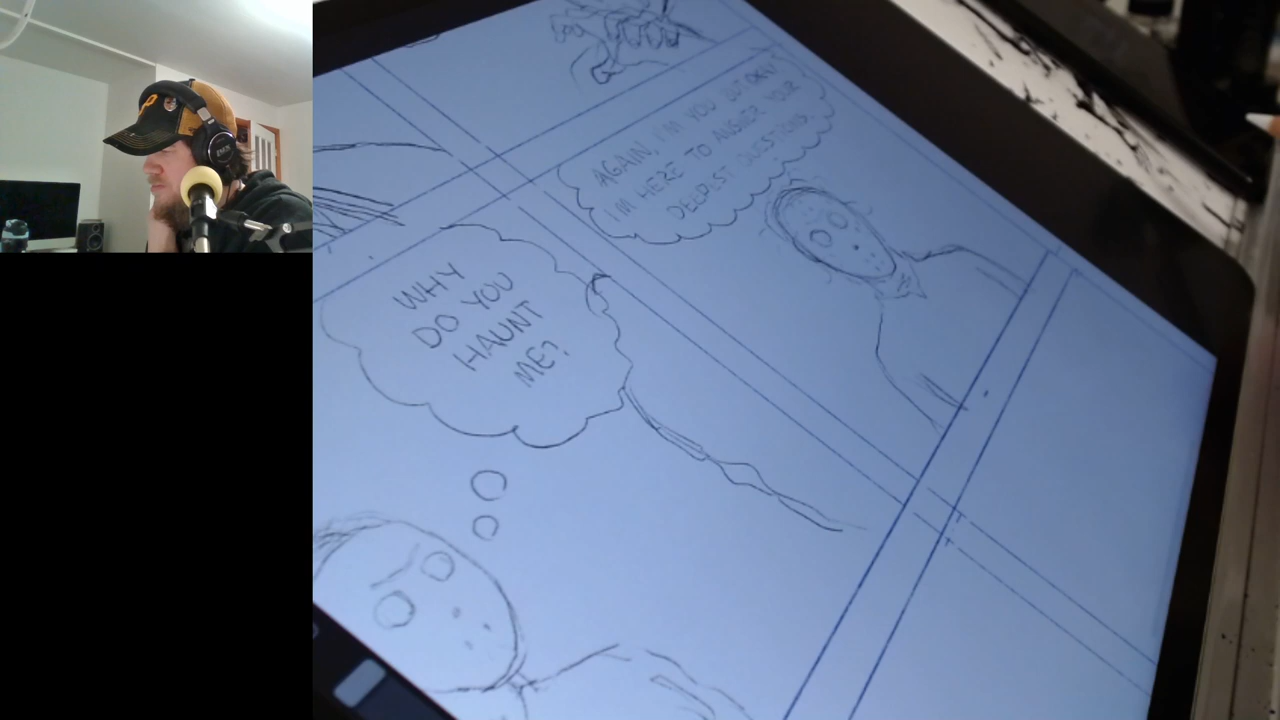 AGAIN, I'M YOU BUT OKAY
I'M HERE TO ANSWER YOUR
DEEPEST QUESTIONS.
WHY
DO YOU
HAUNT
ME?